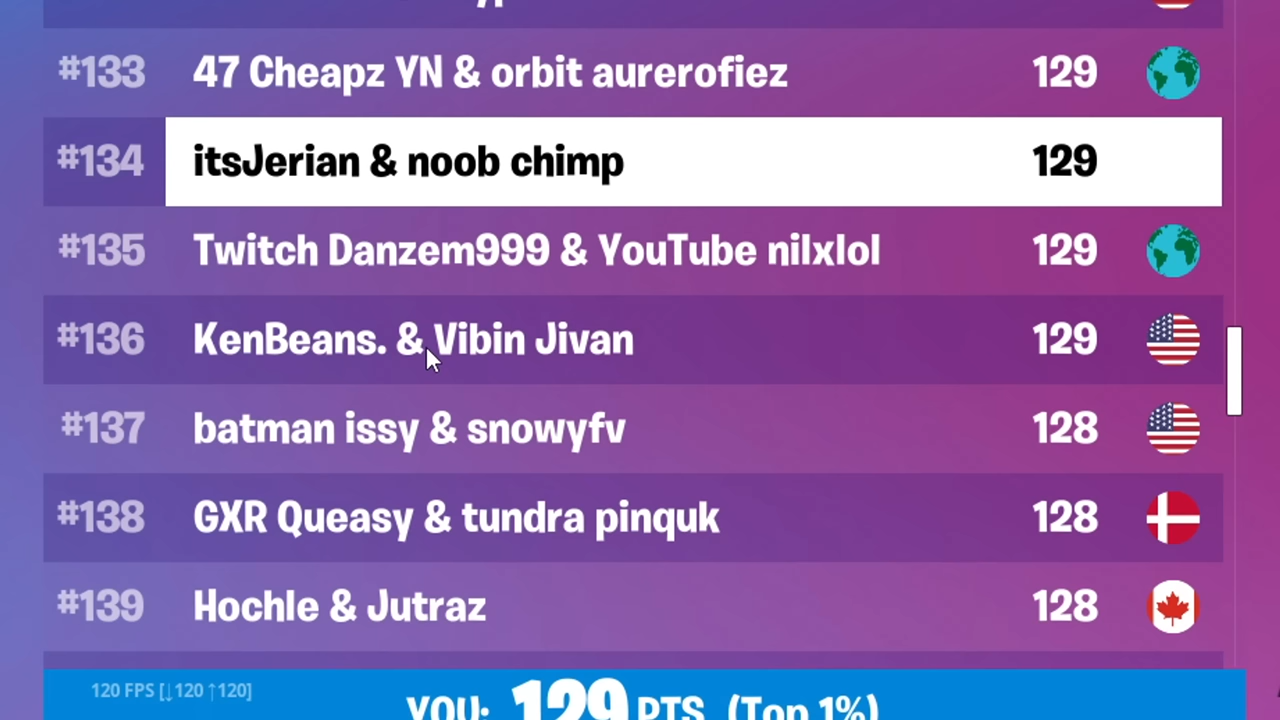 #133 47 Cheapz YN & orbit aurerofiez 129
#134 itsJerian & noob chimp 129
#135 Twitch Danzem999 & YouTube nilxlol 129
#136 KenBeans. & Vibin Jivan 129
#137 batman issy & snowyfv 128
#138 GXR Queasy & tundra pinquk 128
#139 Hochle & Jutraz 128
120 FPS [↓120 ↑120]
YOU: 129 PTS (Top 1%)